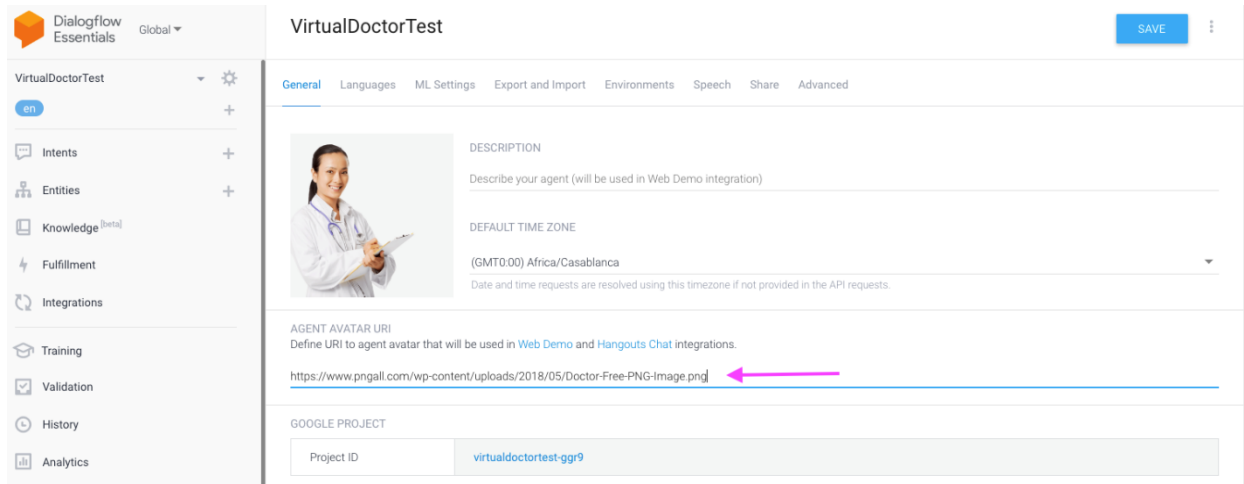 Dialogflow
Essentials
Global
VirtualDoctorTest
SAVE
VirtualDoctorTest
en
Intents
Entities
Knowledge [beta]
Fulfillment
Integrations
Training
Validation
History
Analytics
General Languages ML Settings Export and Import Environments Speech Share Advanced
DESCRIPTION
Describe your agent (will be used in Web Demo integration)
DEFAULT TIME ZONE
(GMT0:00) Africa/Casablanca
Date and time requests are resolved using this timezone if not provided in the API requests.
AGENT AVATAR URI
Define URI to agent avatar that will be used in Web Demo and Hangouts Chat integrations.
https://www.pngall.com/wp-content/uploads/2018/05/Doctor-Free-PNG-Image.png
GOOGLE PROJECT
Project ID virtualdoctortest-ggr9